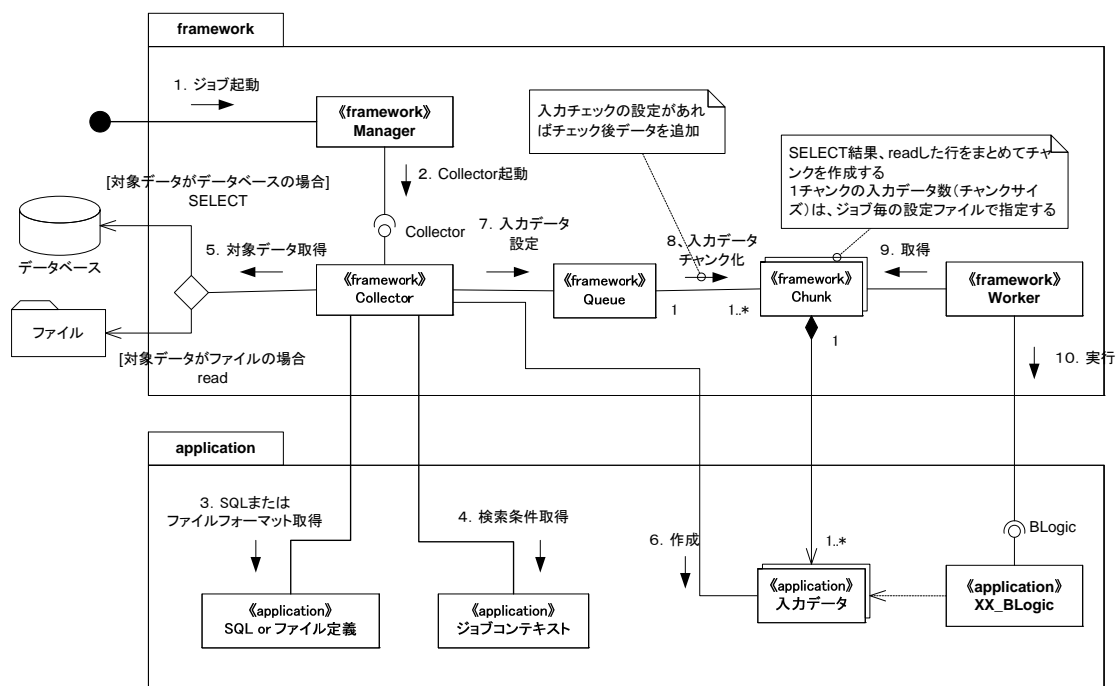 framework
1．ジョブ起動
《framework》
Manager
入力チェックの設定があれ
ばチェック後データを追加
SELECT結果、readした行をまとめてチャ
ンクを作成する
１チャンクの入力データ数（チャンクサイ
ズ）は、ジョブ毎の設定ファイルで指定する
[対象データがデータベースの場合]
SELECT
2．Collector起動
Collector
データベース
5．対象データ取得
7．入力データ
設定
8、入力データ
チャンク化
9．取得
《framework》
Collector
《framework》
Queue
《framework》
Chunk
《framework》
Worker
1
1..*
1
ファイル
[対象データがファイルの場合
read
10．実行
application
3．SQLまたは
ファイルフォーマット取得
4．検索条件取得
6．作成
1..*
BLogic
《application》
SQL or ファイル定義
《application》
ジョブコンテキスト
《application》
入力データ
《application》
XX_BLogic